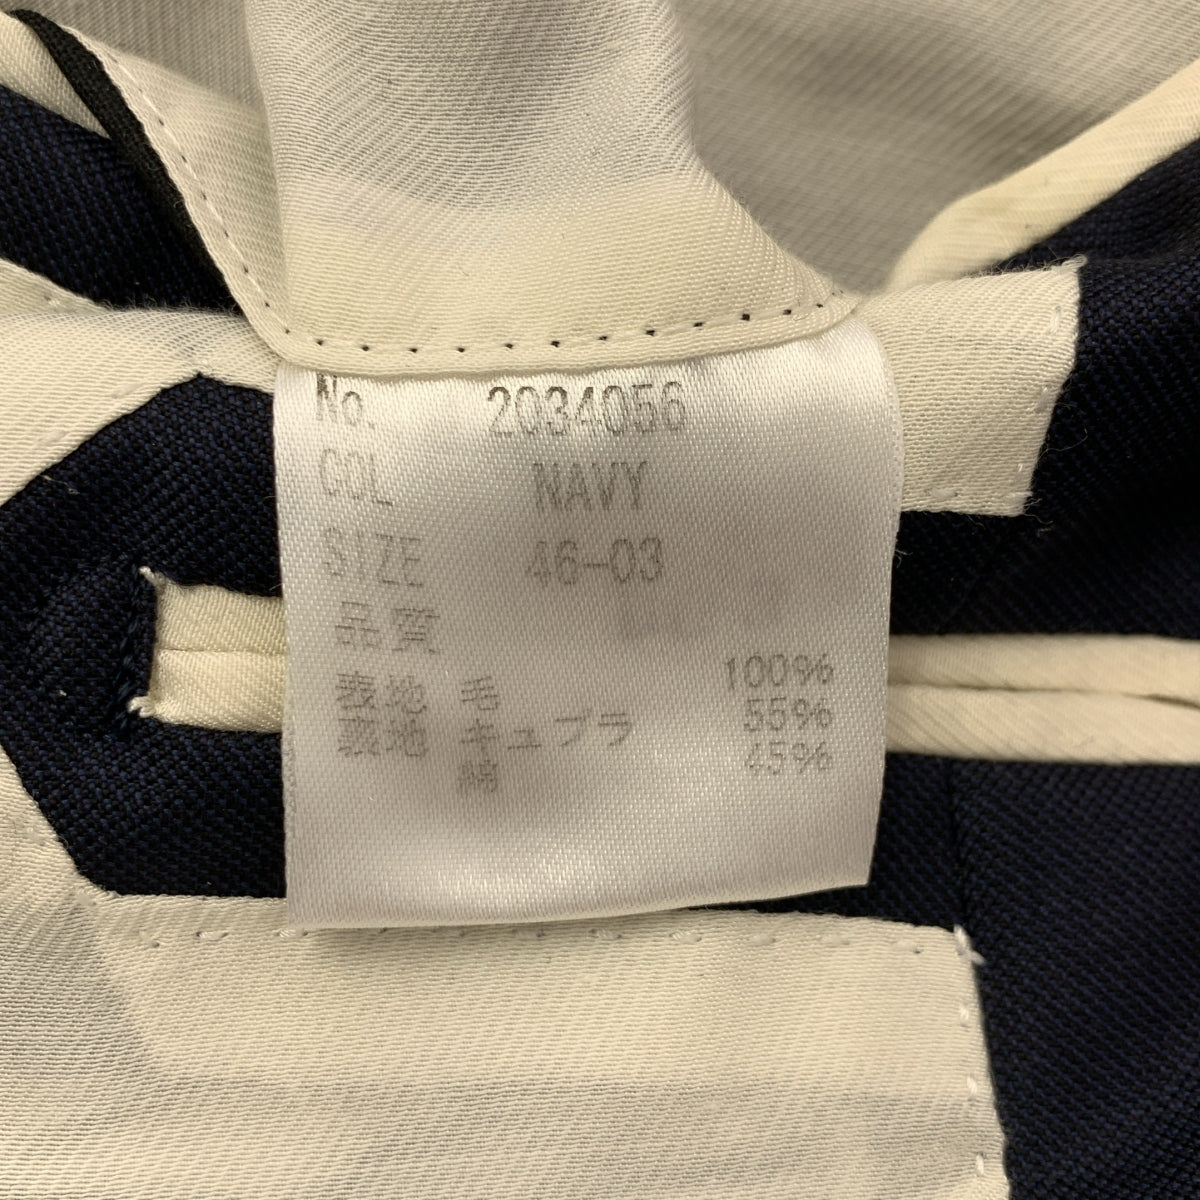 No. 2034056
COL NAVY
SIZE 46-03
品質
表地 毛 100%
裏地 キュプラ 55%
綿 45%